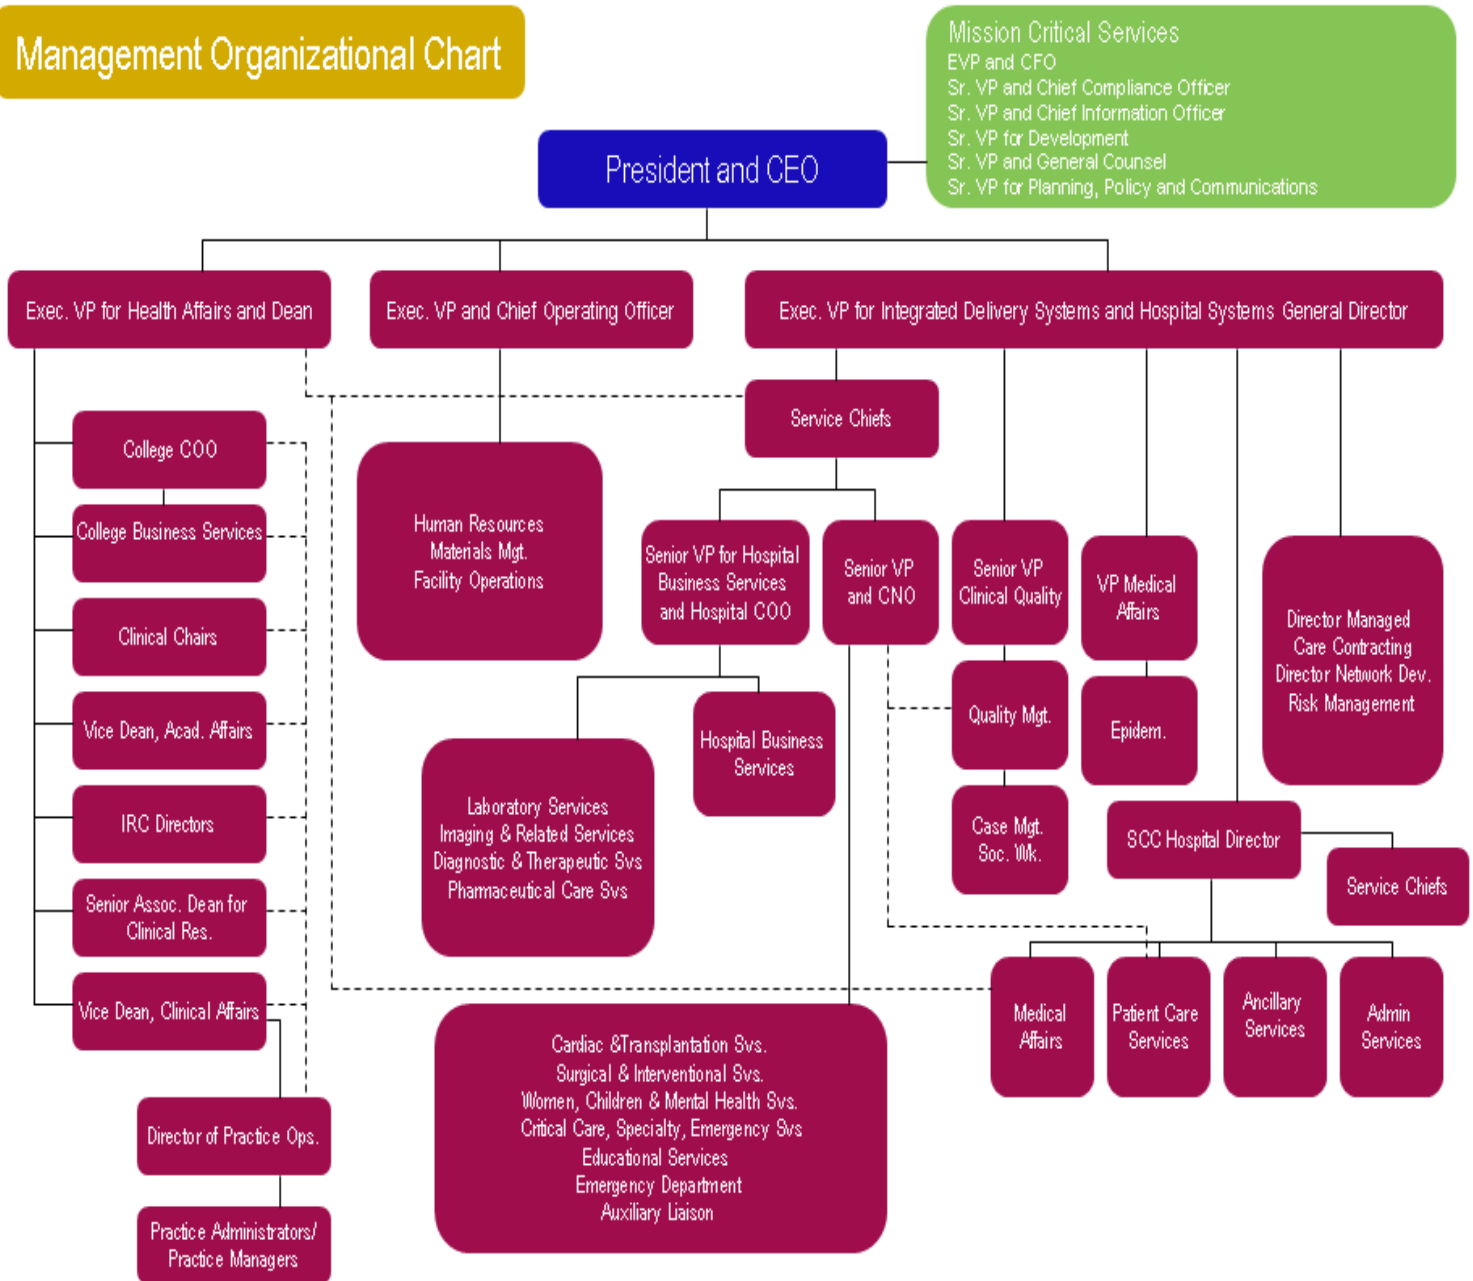 Management Organizational Chart
Mission Critical Services
EVP and CFO
Sr. VP and Chief Compliance Officer
Sr. VP and Chief Information Officer
Sr. VP for Development
Sr. VP and General Counsel
Sr. VP for Planning, Policy and Communications
President and CEO
Exec. VP for Health Affairs and Dean
Exec. VP and Chief Operating Officer
Exec. VP for Integrated Delivery Systems and Hospital Systems General Director
College COO
College Business Services
Clinical Chairs
Vice Dean, Acad. Affairs
IRC Directors
Senior Assoc. Dean for
Clinical Res.
Vice Dean, Clinical Affairs
Director of Practice Ops.
Practice Administrators/
Practice Managers
Human Resources
Materials Mgt.
Facility Operations
Service Chiefs
Senior VP for Hospital
Business Services
and Hospital COO
Senior VP
and CNO
Senior VP
Clinical Quality
VP Medical
Affairs
Director Managed
Care Contracting
Director Network Dev.
Risk Management
Laboratory Services
Imaging & Related Services
Diagnostic & Therapeutic Svs
Pharmaceutical Care Svs
Hospital Business
Services
Quality Mgt.
Epidem.
Case Mgt.
Soc. Wk.
SCC Hospital Director
Service Chiefs
Medical
Affairs
Patient Care
Services
Ancillary
Services
Admin
Services
Cardiac &Transplantation Svs.
Surgical & Interventional Svs.
Women, Children & Mental Health Svs.
Critical Care, Specialty, Emergency Svs
Educational Services
Emergency Department
Auxiliary Liaison